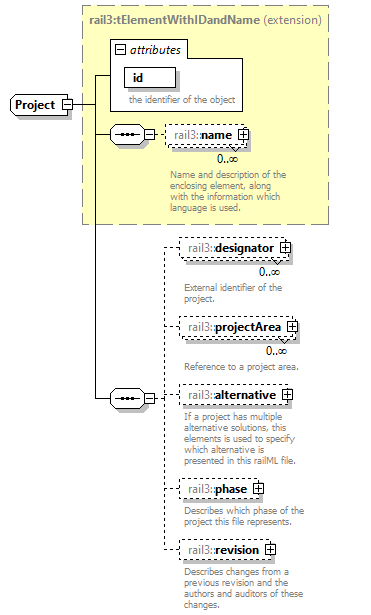 rail3:tElementWithIDandName (extension)
attributes
id
the identifier of the object
Project
rail3::name
0..∞
Name and description of the
enclosing element, along
with the information which
language is used.
rail3::designator
0..∞
External identifier of the
project.
rail3::projectArea
0..∞
Reference to a project area.
rail3::alternative
If a project has multiple
alternative solutions, this
elements is used to specify
which alternative is
presented in this railML file.
rail3::phase
Describes which phase of the
project this file represents.
rail3::revision
Describes changes from a
previous revision and the
authors and auditors of these
changes.